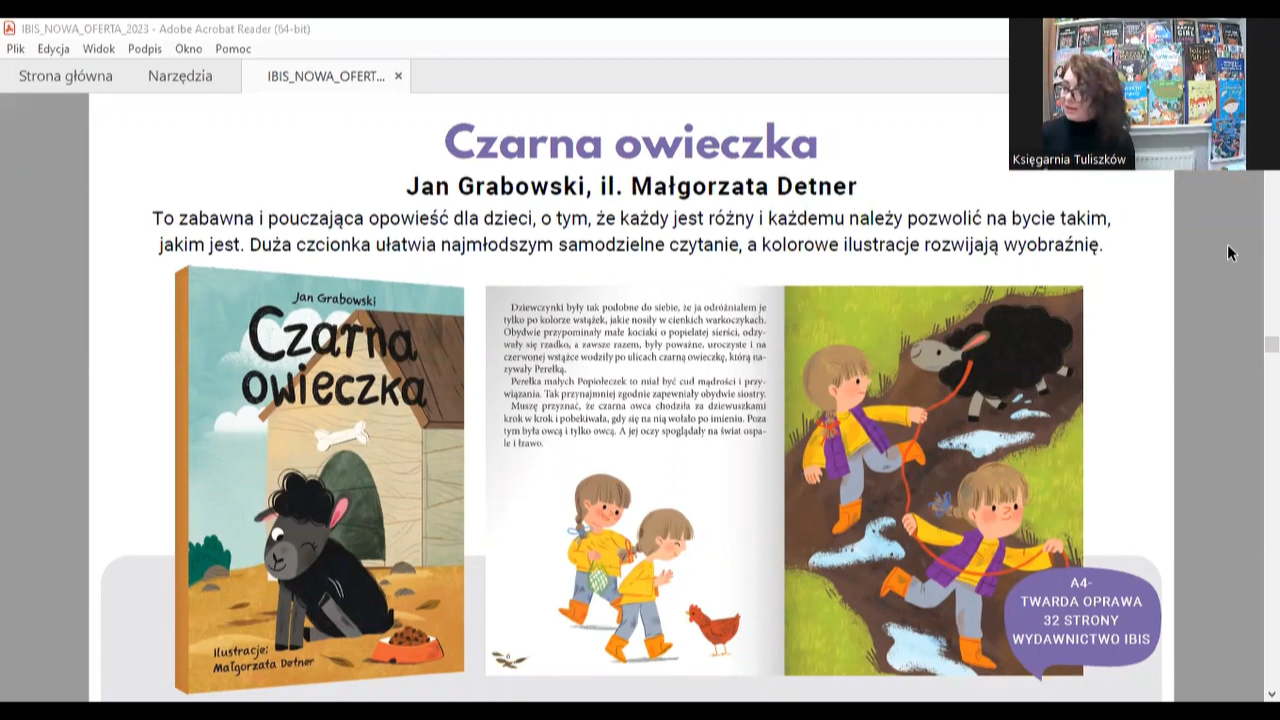 IBIS_NOWA_OFERTA_2023 - Adobe Acrobat Reader (64-bit)
Plik Edycja Widok Podpis Okno Pomoc
Strona główna Narzędzia IBIS_NOWA_OFERT... ×
Księgarnia Tuliszków
Czarna owieczka
Jan Grabowski, il. Małgorzata Detner
To zabawna i pouczająca opowieść dla dzieci, o tym, że każdy jest różny i każdemu należy pozwolić na bycie takim,
jakim jest. Duża czcionka ułatwia najmłodszym samodzielne czytanie, a kolorowe ilustracje rozwijają wyobraźnię.
Jan Grabowski
Czarna
owieczka
Ilustracje:
Małgorzata Detner
Dziewczynki były tak podobne do siebie, że ja odróżniałem je
tylko po kolorze wstążek, jakie nosiły w cienkich warkoczykach.
Obydwie przypominały małe kociaki o popielatej sierści, odzy-
wały się rzadko, a zawsze razem, były poważne, uroczyste i na
czerwonej wstążce wodziły po ulicach czarną owieczkę, którą na-
zywały Perełką.
Perełka małych Popiołeczek to miał być cud mądrości i przy-
wiązania. Tak przynajmniej zgodnie zapewniały obydwie siostry.
Muszę przyznać, że czarna owca chodziła za dziewuszkami
krok w krok i pobekiwała, gdy się na nią wołało po imieniu. Poza
tym była owcą i tylko owcą. A jej oczy spoglądały na świat ospa-
le i łzawo.
6
A4-
TWARDA OPRAWA
32 STRONY
WYDAWNICTWO IBIS